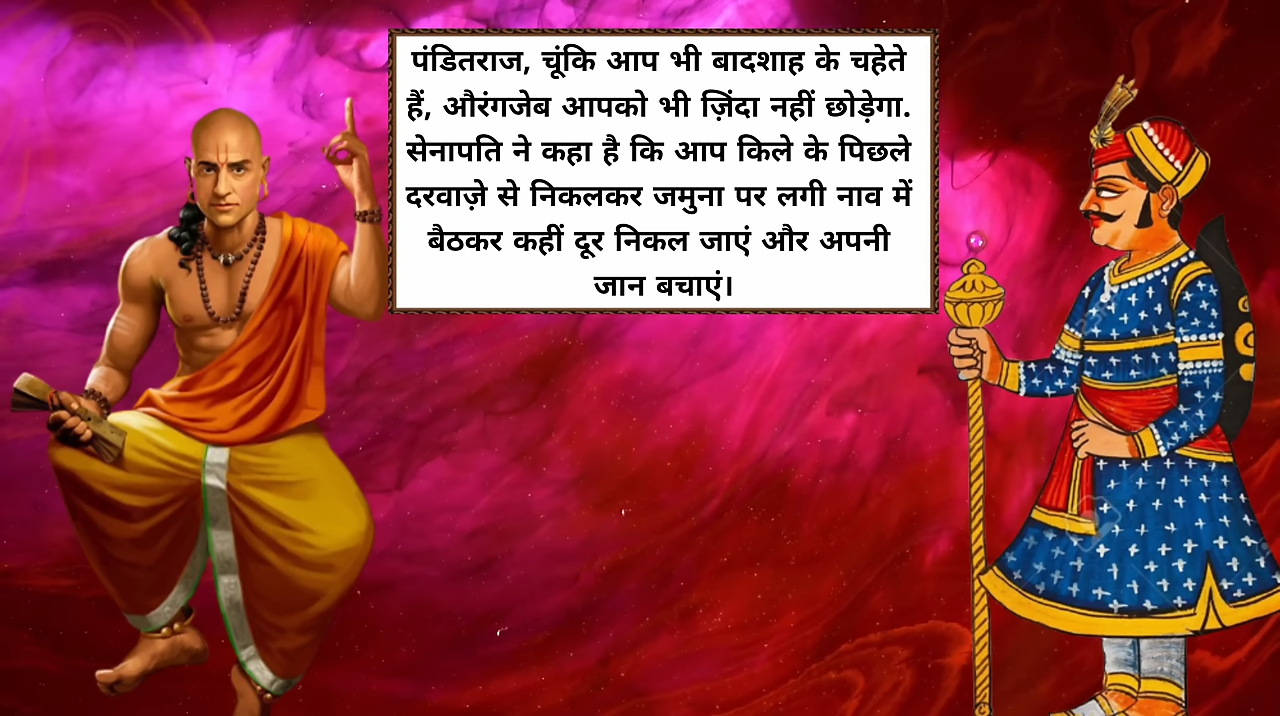 पंडितराज, चूंकि आप भी बादशाह के चहेते
हैं, औरंगजेब आपको भी ज़िंदा नहीं छोड़ेगा.
सेनापति ने कहा है कि आप किले के पिछले
दरवाज़े से निकलकर जमुना पर लगी नाव में
बैठकर कहीं दूर निकल जाएं और अपनी
जान बचाएं।